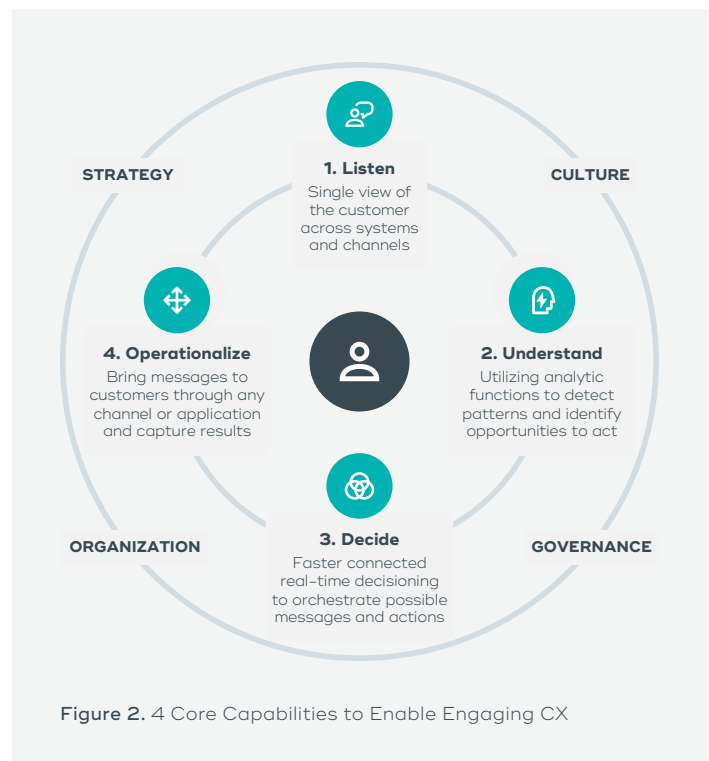 1. Listen
Single view of
the customer
across systems
and channels
STRATEGY
CULTURE
4. Operationalize
Bring messages to
customers through any
channel or application
and capture results
2. Understand
Utilizing analytic
functions to detect
patterns and identify
opportunities to act
3. Decide
Faster connected
real-time decisioning
to orchestrate possible
messages and actions
ORGANIZATION
GOVERNANCE
Figure 2. 4 Core Capabilities to Enable Engaging CX